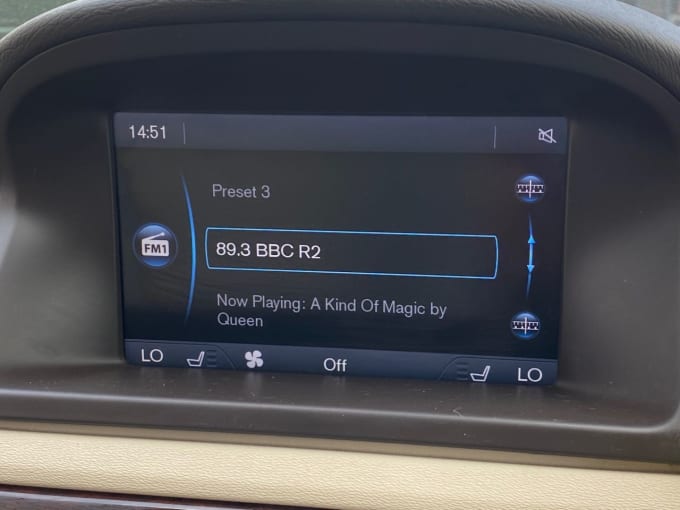 14:51
Preset 3
FM1
89.3 BBC R2
Now Playing: A Kind Of Magic by
Queen
LO
Off
LO